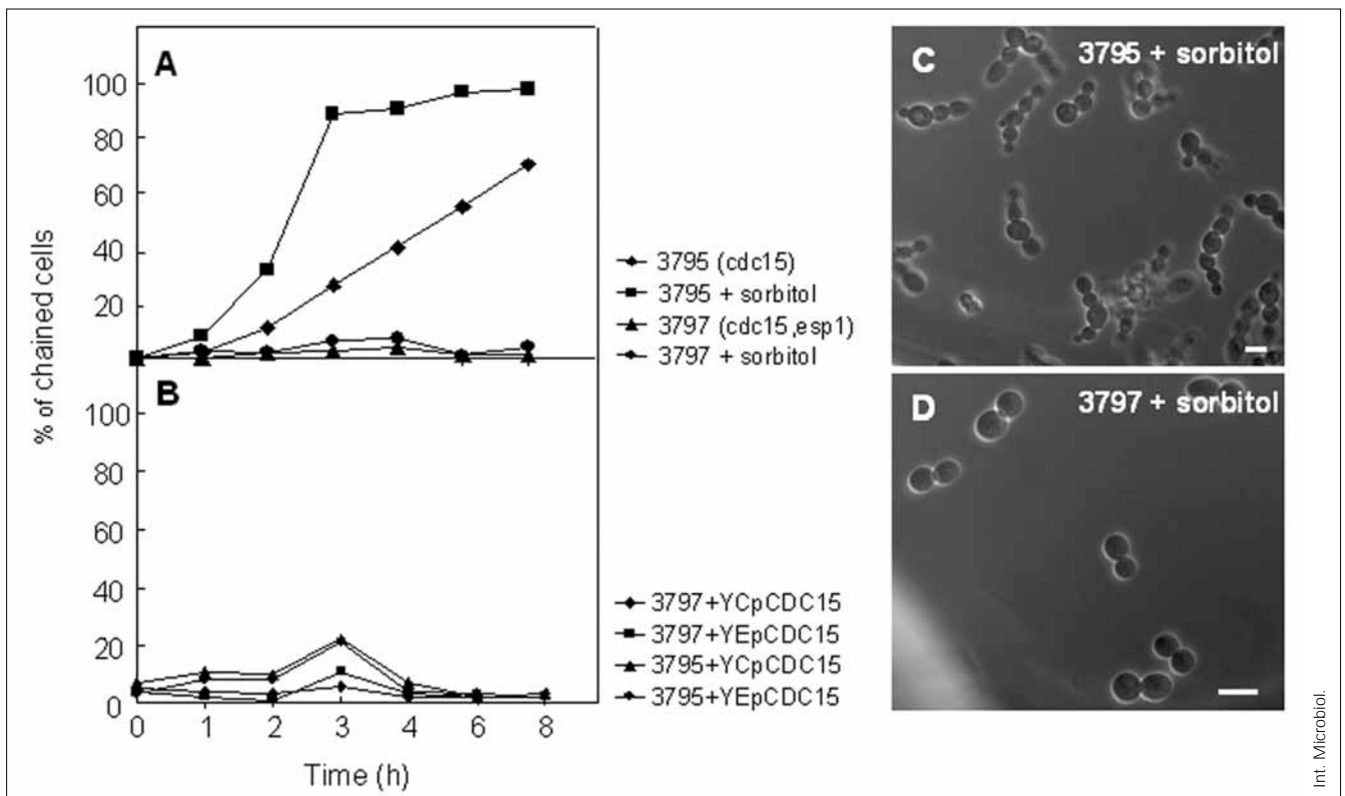 A
100
80
60
40
20
% of chained cells
3795 (cdc15)
3795 + sorbitol
3797 (cdc15,esp1)
3797 + sorbitol
B
100
80
60
40
20
0
0 1 2 3 4 6 8
Time (h)
3797+YCpCDC15
3797+YEpCDC15
3795+YCpCDC15
3795+YEpCDC15
C
3795 + sorbitol
D
3797 + sorbitol
Int. Microbiol.